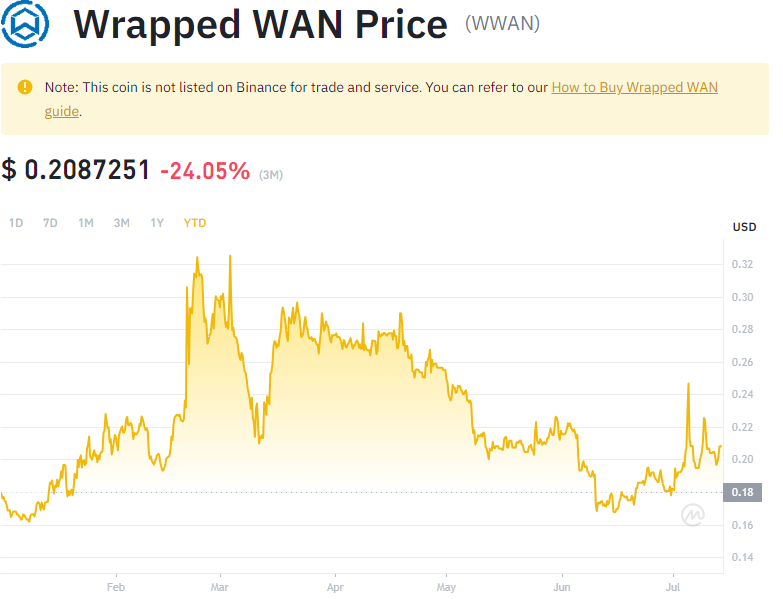 Wrapped WAN Price (WWAN)
Note: This coin is not listed on Binance for trade and service. You can refer to our How to Buy Wrapped WAN
guide.
$ 0.2087251 -24.05% (3M)
1D 7D 1M 3M 1Y YTD
USD
0.32
0.30
0.28
0.26
0.24
0.22
0.20
0.18
0.16
0.14
Feb Mar Apr May Jun Jul